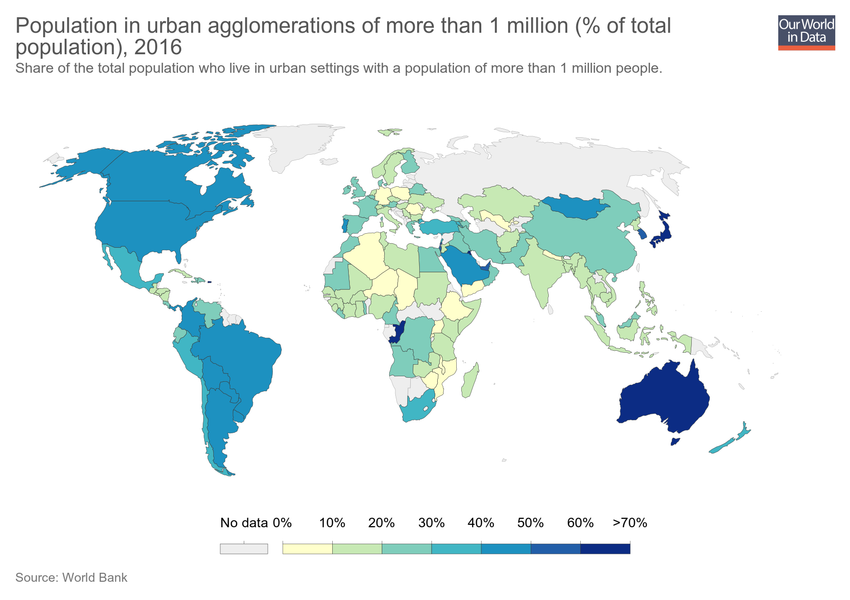 Population in urban agglomerations of more than 1 million (% of total
population), 2016
Share of the total population who live in urban settings with a population of more than 1 million people.
Our World
in Data
No data 0% 10% 20% 30% 40% 50% 60% >70%
Source: World Bank